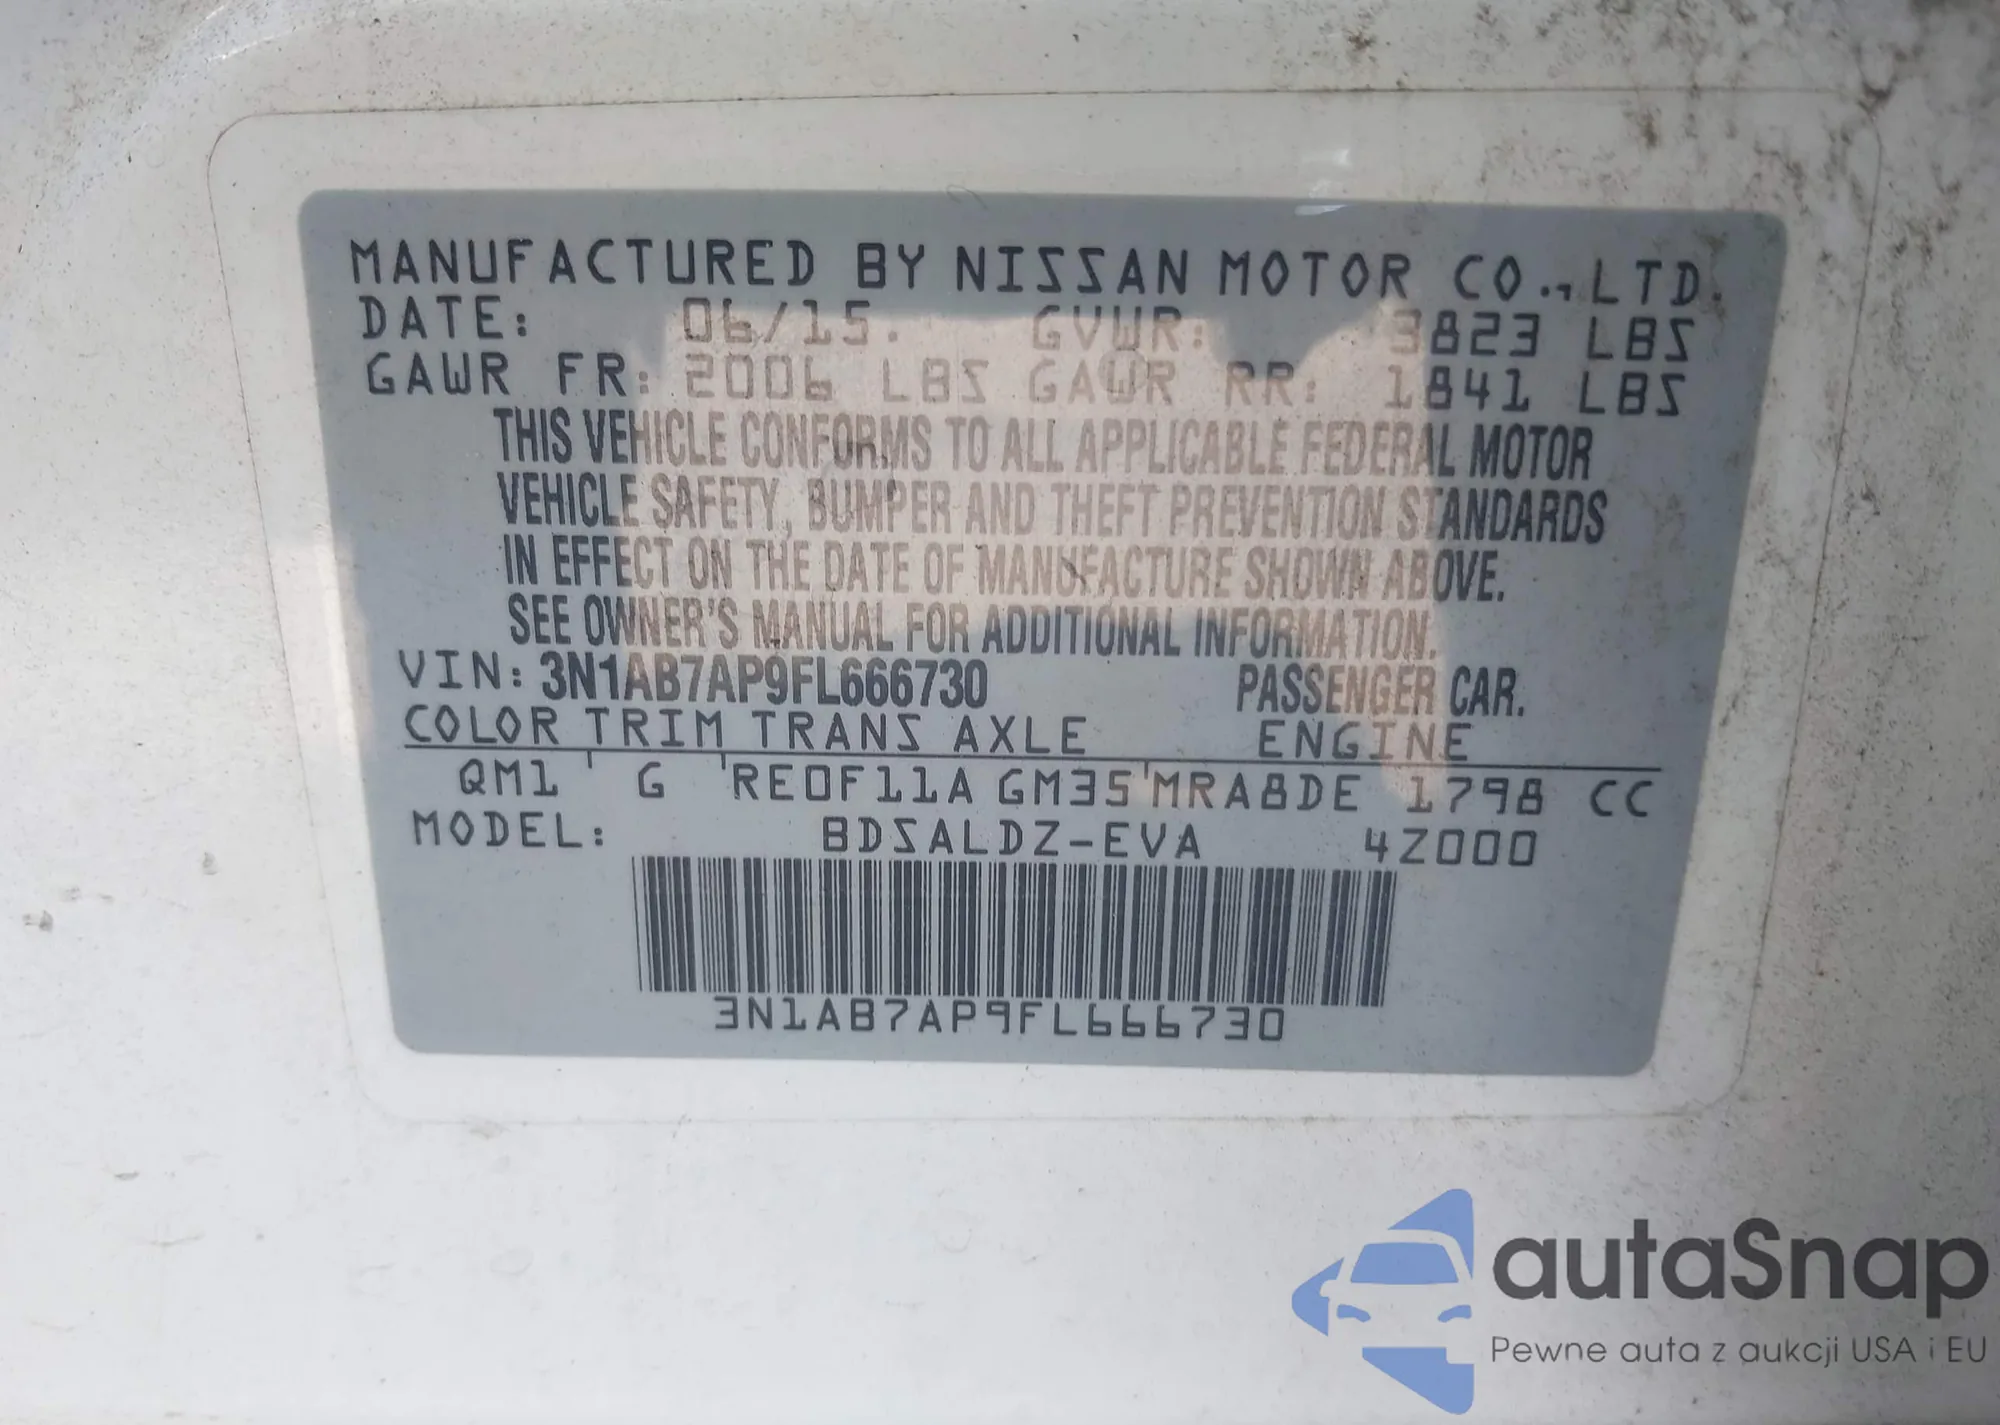 MANUFACTURED BY NISSAN MOTOR CO., LTD.
DATE: 06/15. GVWR: 3823 LBS
GAWR FR: 2006 LBS GAWR RR: 1841 LBS
THIS VEHICLE CONFORMS TO ALL APPLICABLE FEDERAL MOTOR
VEHICLE SAFETY, BUMPER AND THEFT PREVENTION STANDARDS
IN EFFECT ON THE DATE OF MANUFACTURE SHOWN ABOVE.
SEE OWNER'S MANUAL FOR ADDITIONAL INFORMATION.
VIN: 3N1AB7AP9FL666730 PASSENGER CAR.
COLOR TRIM TRANS AXLE ENGINE
QM1 G RE0F11A GM35 MRA8DE 1798 CC
MODEL: BDSALDZ-EVA 4Z000
3N1AB7AP9FL666730
autaSnap
Pewne auta z aukcji USA i EU